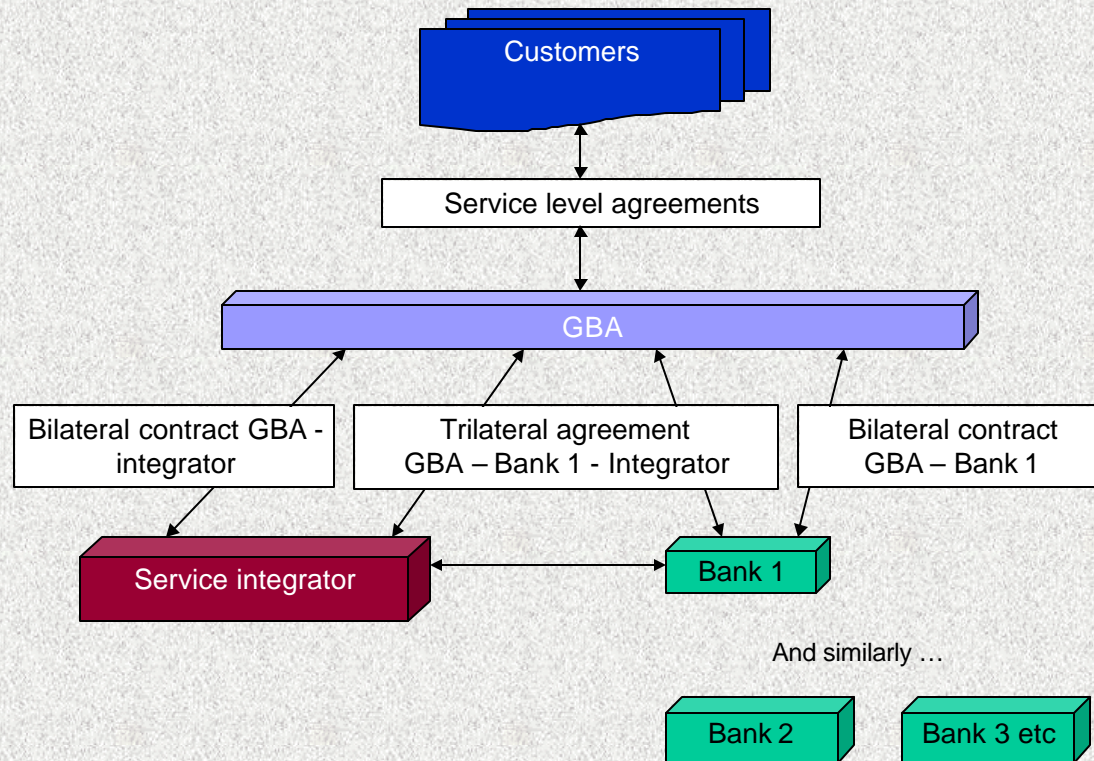 Customers
Service level agreements
GBA
Bilateral contract GBA -
integrator
Trilateral agreement
GBA – Bank 1 - Integrator
Bilateral contract
GBA – Bank 1
Service integrator
Bank 1
And similarly …
Bank 2
Bank 3 etc